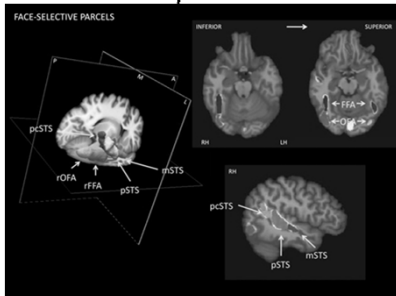 FACE-SELECTIVE PARCELS
INFERIOR
SUPERIOR
P
M
A
L
pcSTS
mSTS
rOFA
rFFA
pSTS
FFA
OFA
RH
LH
RH
pcSTS
mSTS
pSTS